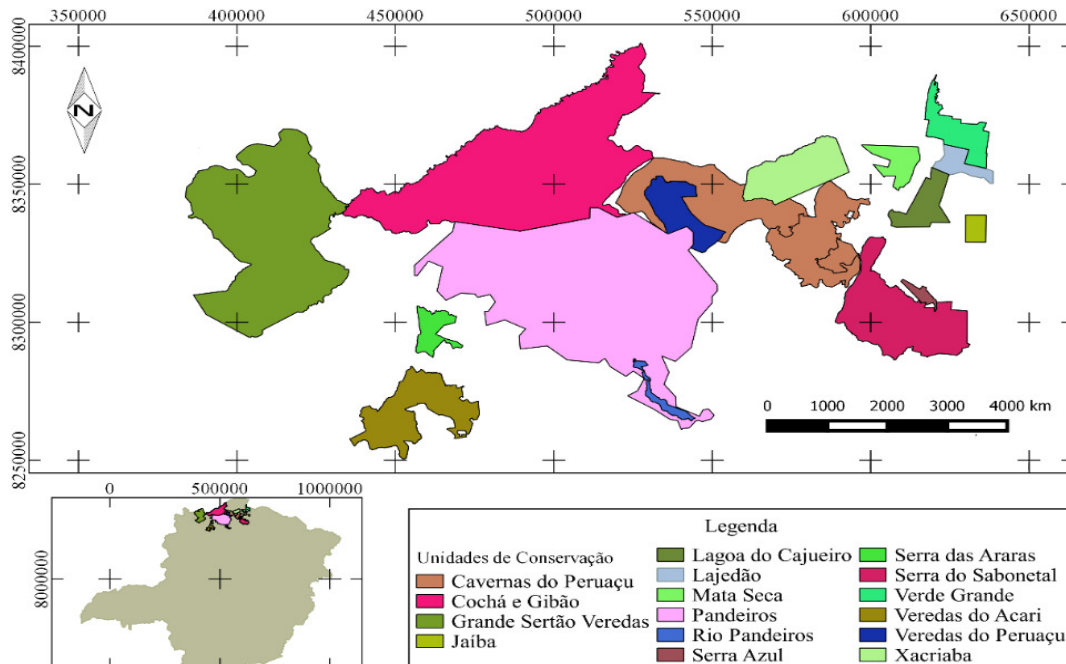 350000 400000 450000 500000 550000 600000 650000
8400000
N
8350000
8300000
0 1000 2000 3000 4000 km
8250000
0 500000 1000000
8000000
Legenda
Unidades de Conservação
Cavernas do Peruaçu
Cochá e Gibão
Grande Sertão Veredas
Jaíba
Lagoa do Cajueiro
Lajedão
Mata Seca
Pandeiros
Rio Pandeiros
Serra Azul
Serra das Araras
Serra do Sabonetal
Verde Grande
Veredas do Acari
Veredas do Peruaçu
Xacriaba